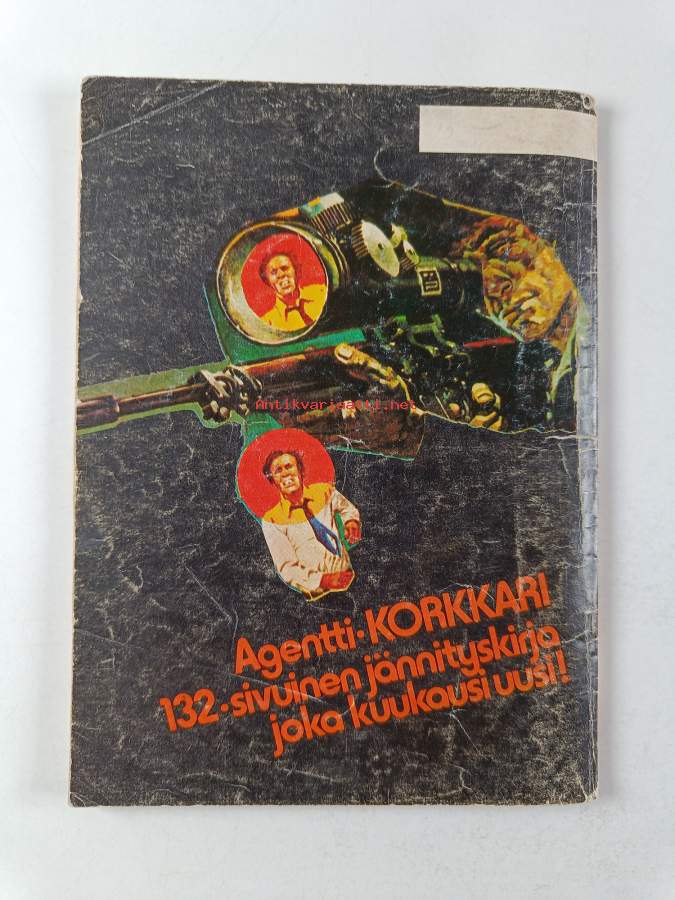 Antikvariaatti.net
Agentti-KORKKARI
132-sivuinen jännityskirja
joka kuukausi uusi!